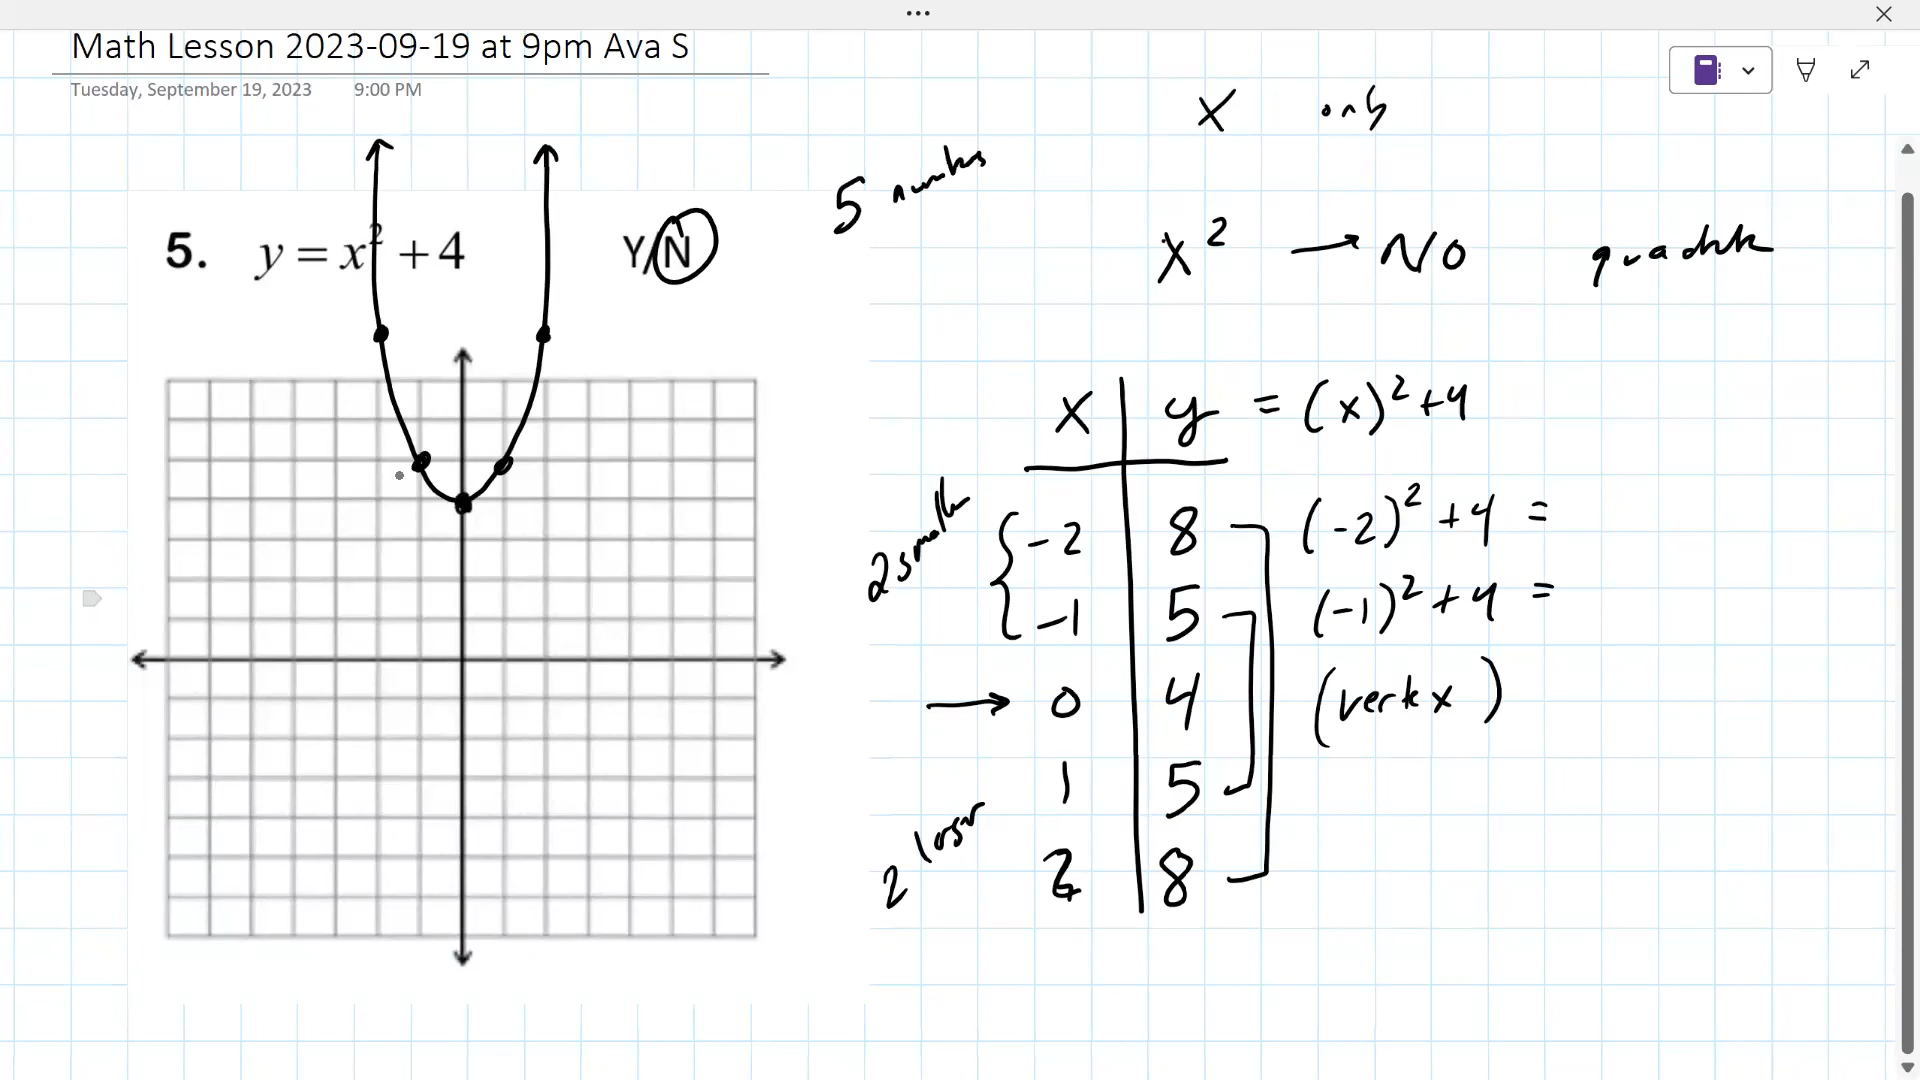 Math Lesson 2023-09-19 at 9pm Ava S
Tuesday, September 19, 2023 9:00 PM
X only
5 numbers
5. y = x² + 4 Y/N
x² → NO
x | y = (x)² + 4
2 smaller
-2 | 8 (-2)² + 4 =
-1 | 5 (-1)² + 4 =
→ 0 | 4 (vertex)
1 | 5
2
2 | 8